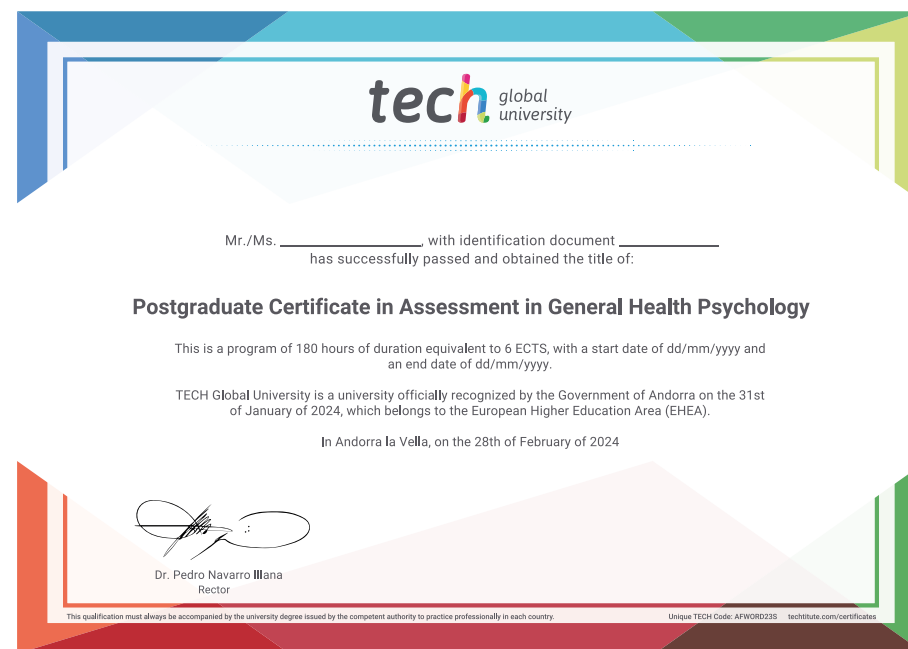 tech global
university
Mr./Ms. ____________, with identification document ____________
has successfully passed and obtained the title of:
Postgraduate Certificate in Assessment in General Health Psychology
This is a program of 180 hours of duration equivalent to 6 ECTS, with a start date of dd/mm/yyyy and
an end date of dd/mm/yyyy.
TECH Global University is a university officially recognized by the Government of Andorra on the 31st
of January of 2024, which belongs to the European Higher Education Area (EHEA).
In Andorra la Vella, on the 28th of February of 2024
Dr. Pedro Navarro Illana
Rector
This qualification must always be accompanied by the university degree issued by the competent authority to practice professionally in each country. Unique TECH Code: AFWORD23S techtitute.com/certificates